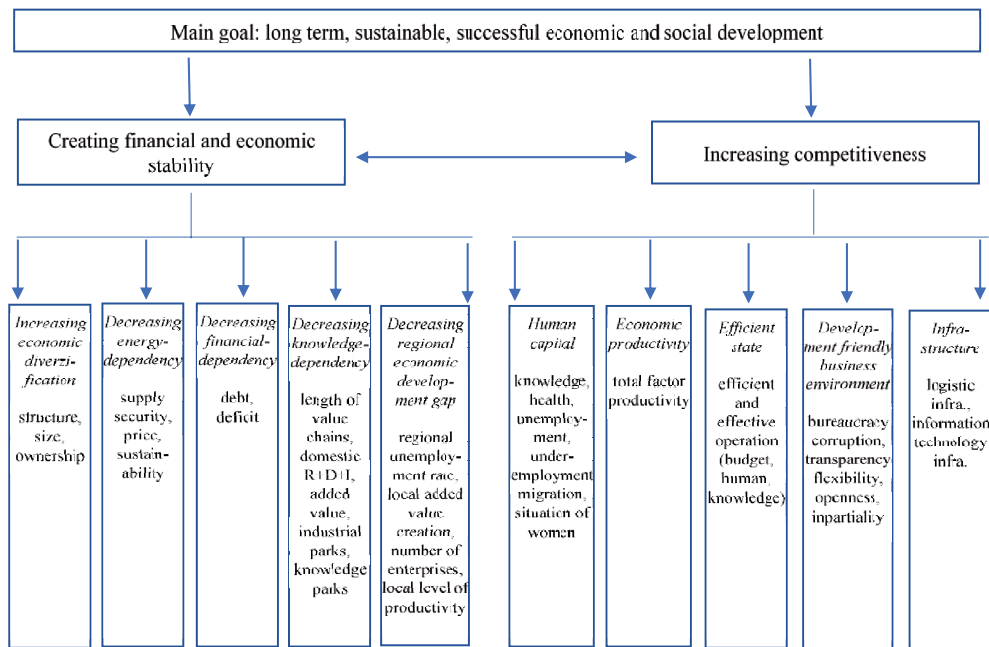 Main goal: long term, sustainable, successful economic and social development
Creating financial and economic
stability
Increasing competitiveness
Increasing
economic
diverzi-
fication
structure,
size,
ownership
Decreasing
energy-
dependency
supply
security,
price,
sustain-
ability
Decreasing
financial-
dependency
debt,
deficit
Decreasing
knowledge-
dependency
length of
value
chains,
domestic
R+D+I,
added
value,
industrial
parks,
knowledge
parks
Decreasing
regional
economic
develop-
ment gap
regional
unemploy-
ment rate,
local added
value
creation,
number of
enterprises,
local level of
productivity
Human
capital
knowledge,
health,
unemploy-
ment,
under-
employment
migration,
situation of
women
Economic
productivity
total factor
productivity
Efficient
state
efficient
and
effective
operation
(budget,
human,
knowledge)
Develop-
ment friendly
business
environment
bureaucracy
corruption,
transparency
flexibility,
openness,
inpartiality
Infra-
structure
logistic
infra.,
information
technology
infra.